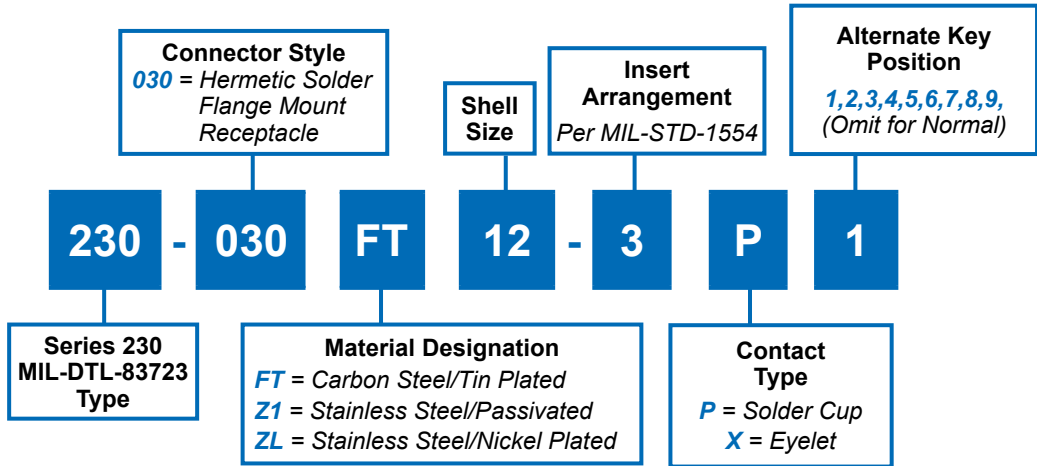 Connector Style
030 = Hermetic Solder
Flange Mount
Receptacle
Shell
Size
Insert
Arrangement
Per MIL-STD-1554
Alternate Key
Position
1,2,3,4,5,6,7,8,9,
(Omit for Normal)
230 - 030 FT 12 - 3 P 1
Series 230
MIL-DTL-83723
Type
Material Designation
FT = Carbon Steel/Tin Plated
Z1 = Stainless Steel/Passivated
ZL = Stainless Steel/Nickel Plated
Contact
Type
P = Solder Cup
X = Eyelet